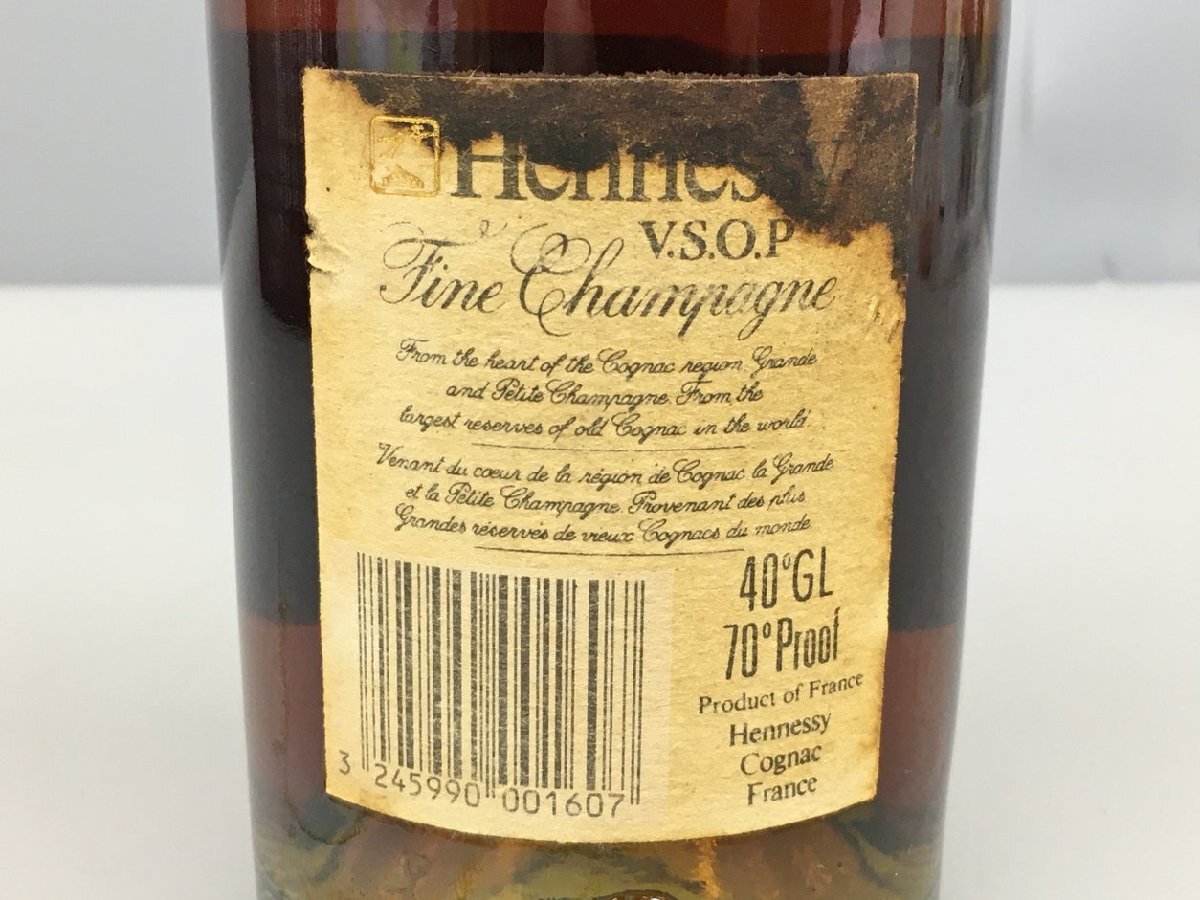 Hennessy
V.S.O.P
Fine Champagne
From the heart of the Cognac region Grande
and Petite Champagne. From the
largest reserves of old Cognac in the world.
Venant du cœur de la région de Cognac la Grande
et la Petite Champagne. Provenant des plus
Grandes réserves de vieux Cognacs du monde
40°GL
70° Proof
Product of France
Hennessy
Cognac
France
3 245990 001607